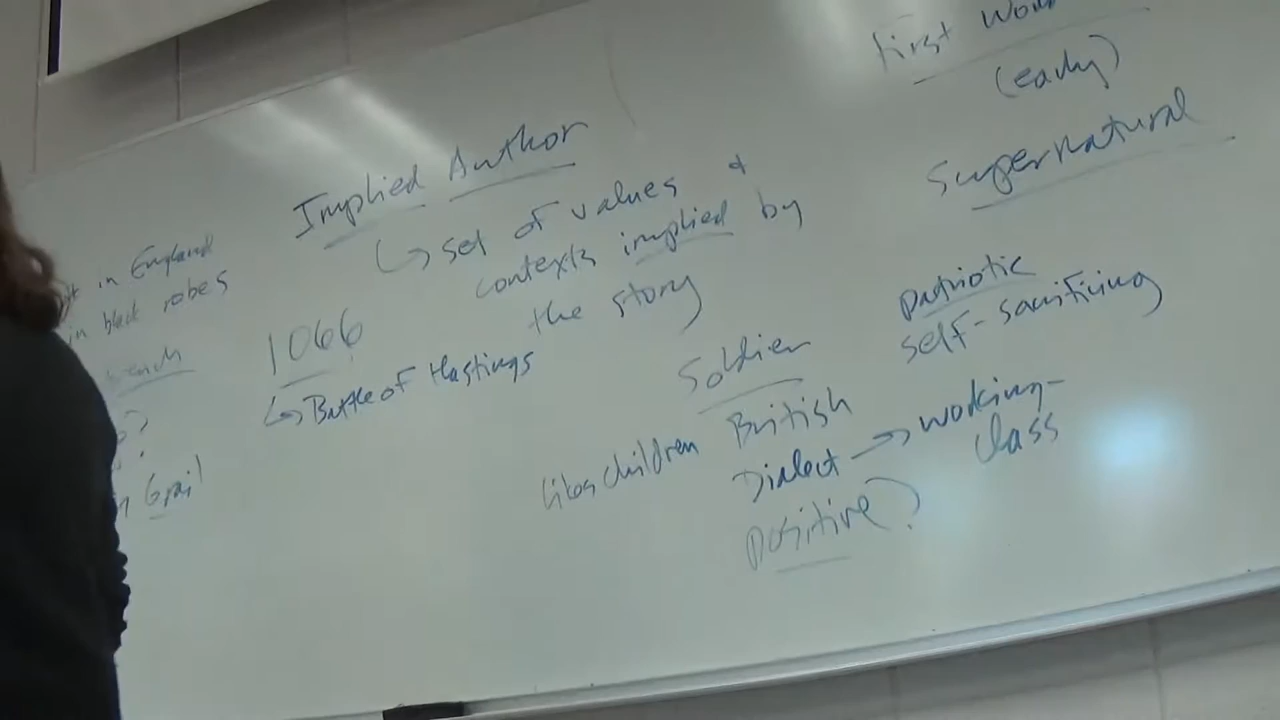 in England
in black robes
Implied Author
↳ set of values +
contexts implied by
the story
1066
↳ Battle of Hastings
first
(early)
Supernatural
patriotic
self-sacrificing
Soldier
British
likes children
Dialect → working-
class
positive?